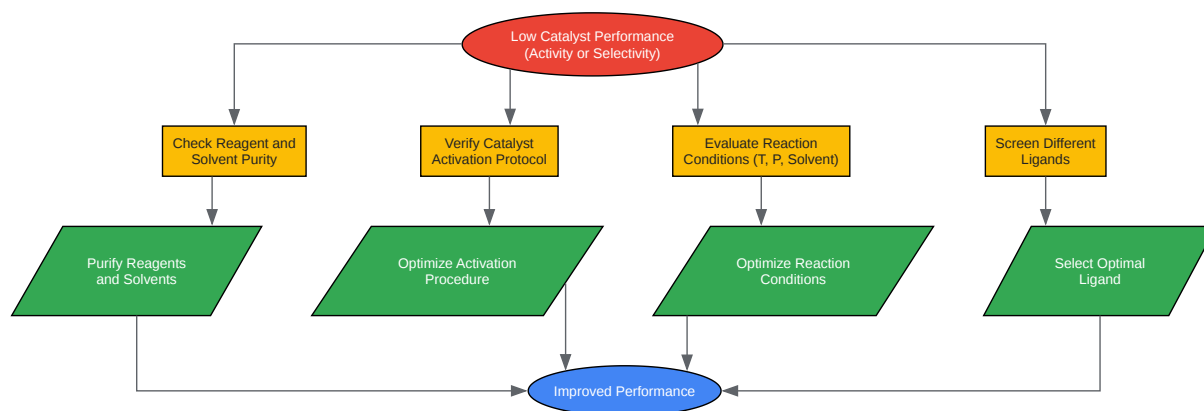 Low Catalyst Performance
(Activity or Selectivity)
Check Reagent and
Solvent Purity
Verify Catalyst
Activation Protocol
Evaluate Reaction
Conditions (T, P, Solvent)
Screen Different
Ligands
Purify Reagents
and Solvents
Optimize Activation
Procedure
Optimize Reaction
Conditions
Select Optimal
Ligand
Improved Performance